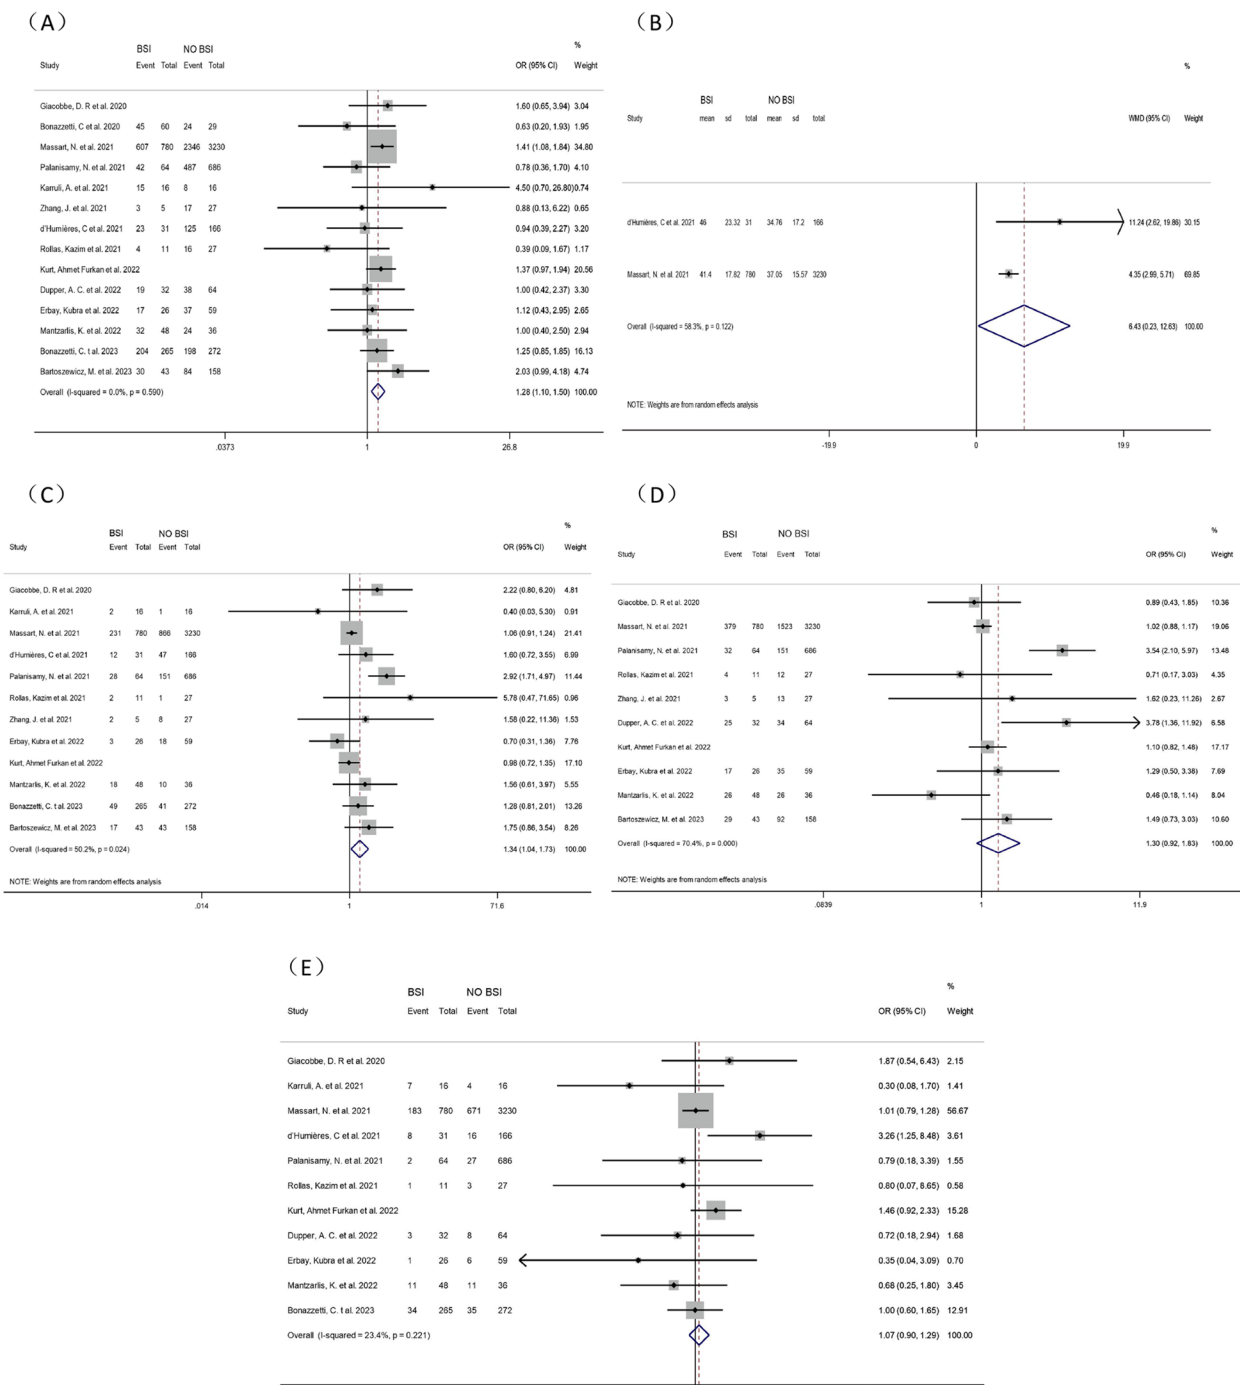 (A)
BSI NO BSI %
Study Event Total Event Total OR (95% CI) Weight
Giacobbe, D. R et al. 2020 1.60 (0.65, 3.94) 3.04
Bonazzetti, C et al. 2020 45 60 24 29 0.63 (0.20, 1.93) 1.95
Massart, N. et al. 2021 607 780 2346 3230 1.41 (1.08, 1.84) 34.80
Palanisamy, N. et al. 2021 42 64 487 686 0.78 (0.36, 1.70) 4.10
Karruli, A. et al. 2021 15 16 8 16 4.50 (0.70, 26.80) 0.74
Zhang, J. et al. 2021 3 5 17 27 0.88 (0.13, 6.22) 0.65
d'Humières, C et al. 2021 23 31 125 166 0.94 (0.39, 2.27) 3.20
Rollas, Kazim et al. 2021 4 11 16 27 0.39 (0.09, 1.67) 1.17
Kurt, Ahmet Furkan et al. 2022 1.37 (0.97, 1.94) 20.56
Dupper, A. C. et al. 2022 19 32 38 64 1.00 (0.42, 2.37) 3.30
Erbay, Kubra et al. 2022 17 26 37 59 1.12 (0.43, 2.95) 2.65
Mantzarlis, K. et al. 2022 32 48 24 36 1.00 (0.40, 2.50) 2.94
Bonazzetti, C. t al. 2023 204 265 198 272 1.25 (0.85, 1.85) 16.13
Bartoszewicz, M. et al. 2023 30 43 84 158 2.03 (0.99, 4.18) 4.74
Overall (I-squared = 0.0%, p = 0.590) 1.28 (1.10, 1.50) 100.00
.0373 1 26.8
(B)
%
BSI NO BSI
Study mean sd total mean sd total WMD (95% CI) Weight
d'Humières, C et al. 2021 46 23.32 31 34.76 17.2 166 11.24 (2.62, 19.86) 30.15
Massart, N. et al. 2021 41.4 17.82 780 37.05 15.57 3230 4.35 (2.99, 5.71) 69.85
Overall (I-squared = 58.3%, p = 0.122) 6.43 (0.23, 12.63) 100.00
NOTE: Weights are from random effects analysis
-19.9 0 19.9
(C)
%
BSI NO BSI
Study Event Total Event Total OR (95% CI) Weight
Giacobbe, D. R et al. 2020 2.22 (0.80, 6.20) 4.81
Karruli, A. et al. 2021 2 16 1 16 0.40 (0.03, 5.30) 0.91
Massart, N. et al. 2021 231 780 866 3230 1.06 (0.91, 1.24) 21.41
d'Humières, C et al. 2021 12 31 47 166 1.60 (0.72, 3.55) 6.99
Palanisamy, N. et al. 2021 28 64 151 686 2.92 (1.71, 4.97) 11.44
Rollas, Kazim et al. 2021 2 11 1 27 5.78 (0.47, 71.65) 0.96
Zhang, J. et al. 2021 2 5 8 27 1.58 (0.22, 11.36) 1.53
Erbay, Kubra et al. 2022 3 26 18 59 0.70 (0.31, 1.36) 7.76
Kurt, Ahmet Furkan et al. 2022 0.98 (0.72, 1.35) 17.10
Mantzarlis, K. et al. 2022 18 48 10 36 1.56 (0.61, 3.97) 5.55
Bonazzetti, C. t al. 2023 49 265 41 272 1.28 (0.81, 2.01) 13.26
Bartoszewicz, M. et al. 2023 17 43 43 158 1.75 (0.86, 3.54) 8.26
Overall (I-squared = 50.2%, p = 0.024) 1.34 (1.04, 1.73) 100.00
NOTE: Weights are from random effects analysis
.014 1 71.6
(D)
%
BSI NO BSI
Study Event Total Event Total OR (95% CI) Weight
Giacobbe, D. R et al. 2020 0.89 (0.43, 1.85) 10.36
Massart, N. et al. 2021 379 780 1523 3230 1.02 (0.88, 1.17) 19.06
Palanisamy, N. et al. 2021 32 64 151 686 3.54 (2.10, 5.97) 13.48
Rollas, Kazim et al. 2021 4 11 12 27 0.71 (0.17, 3.03) 4.35
Zhang, J. et al. 2021 3 5 13 27 1.62 (0.23, 11.26) 2.67
Dupper, A. C. et al. 2022 25 32 34 64 3.78 (1.36, 11.92) 6.58
Kurt, Ahmet Furkan et al. 2022 1.10 (0.82, 1.48) 17.17
Erbay, Kubra et al. 2022 17 26 35 59 1.29 (0.50, 3.38) 7.69
Mantzarlis, K. et al. 2022 26 48 26 36 0.46 (0.18, 1.14) 8.04
Bartoszewicz, M. et al. 2023 29 43 92 158 1.49 (0.73, 3.03) 10.60
Overall (I-squared = 70.4%, p = 0.000) 1.30 (0.92, 1.83) 100.00
NOTE: Weights are from random effects analysis
.0839 1 11.9
(E)
%
BSI NO BSI
Study Event Total Event Total OR (95% CI) Weight
Giacobbe, D. R et al. 2020 1.87 (0.54, 6.43) 2.15
Karruli, A. et al. 2021 7 16 4 16 0.30 (0.08, 1.70) 1.41
Massart, N. et al. 2021 183 780 671 3230 1.01 (0.79, 1.28) 56.67
d'Humières, C et al. 2021 8 31 16 166 3.26 (1.25, 8.48) 3.61
Palanisamy, N. et al. 2021 2 64 27 686 0.79 (0.18, 3.39) 1.55
Rollas, Kazim et al. 2021 1 11 3 27 0.80 (0.07, 8.65) 0.58
Kurt, Ahmet Furkan et al. 2022 1.46 (0.92, 2.33) 15.28
Dupper, A. C. et al. 2022 3 32 8 64 0.72 (0.18, 2.94) 1.68
Erbay, Kubra et al. 2022 1 26 6 59 0.35 (0.04, 3.09) 0.70
Mantzarlis, K. et al. 2022 11 48 11 36 0.68 (0.25, 1.80) 3.45
Bonazzetti, C. t al. 2023 34 265 35 272 1.00 (0.60, 1.65) 12.91
Overall (I-squared = 23.4%, p = 0.221) 1.07 (0.90, 1.29) 100.00